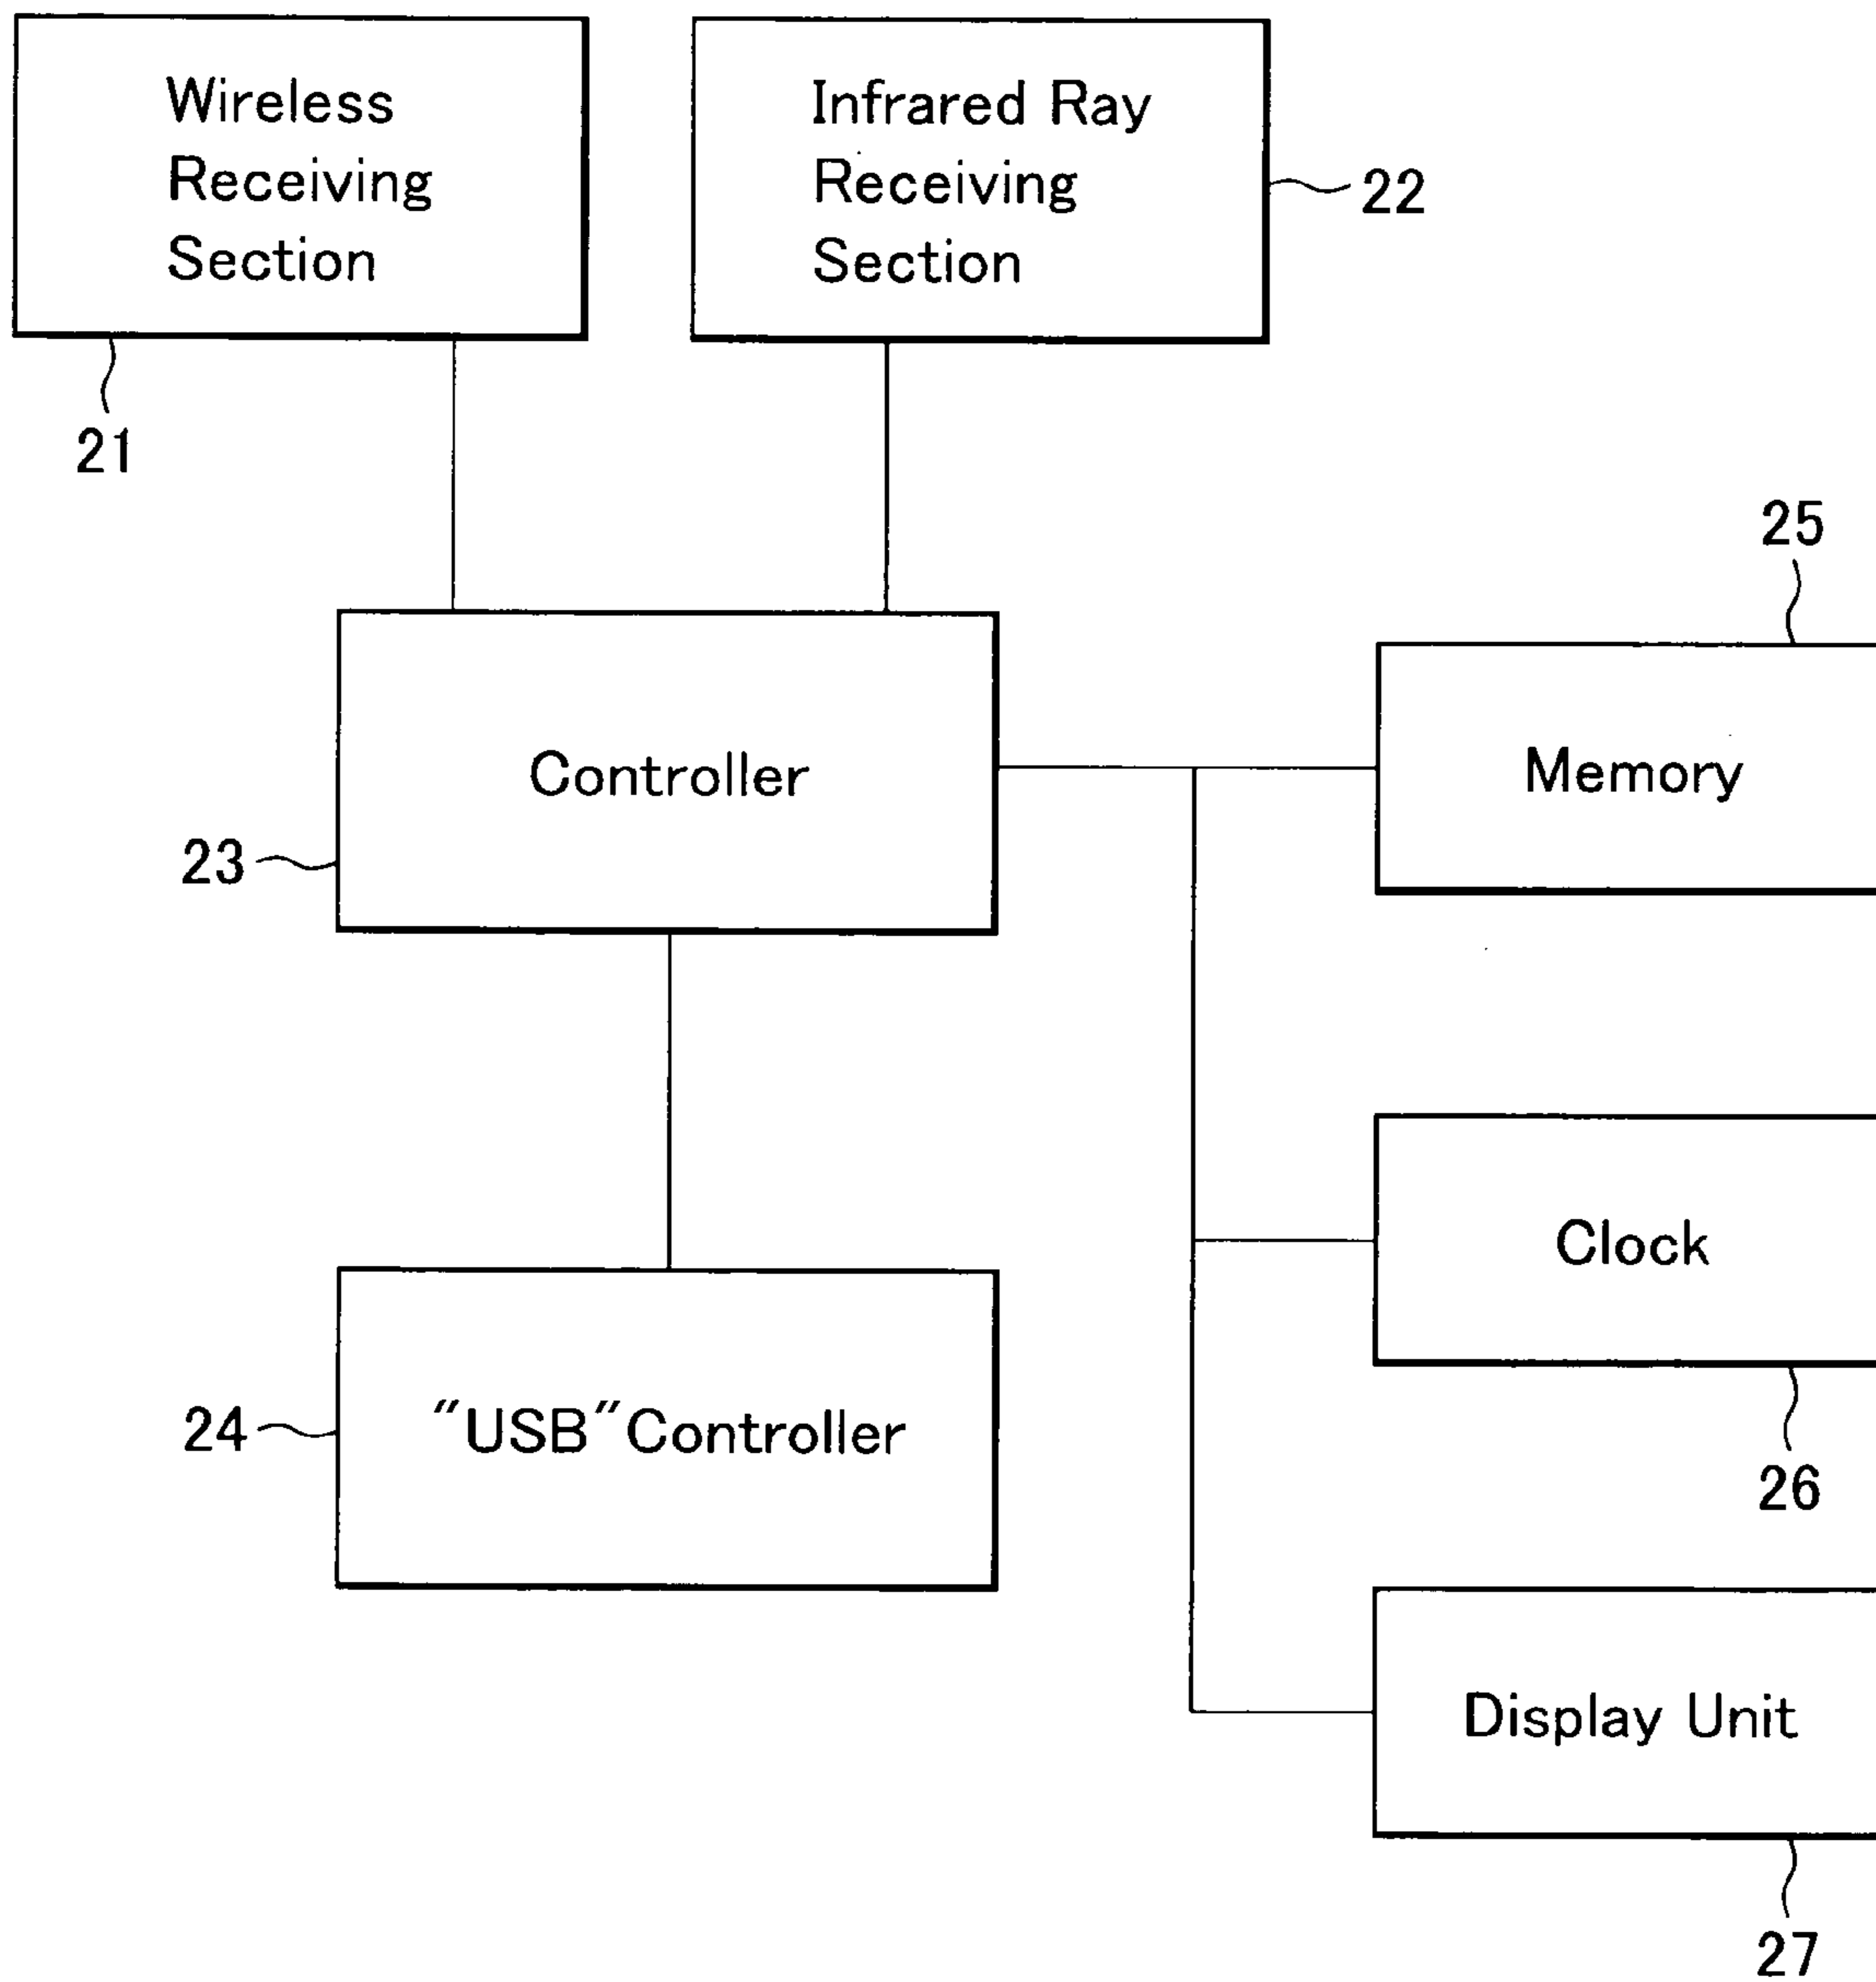 Wireless
Receiving
Section
21
Infrared Ray
Receiving
Section
22
Controller
23
25
Memory
Clock
26
"USB"Controller
24
Display Unit
27